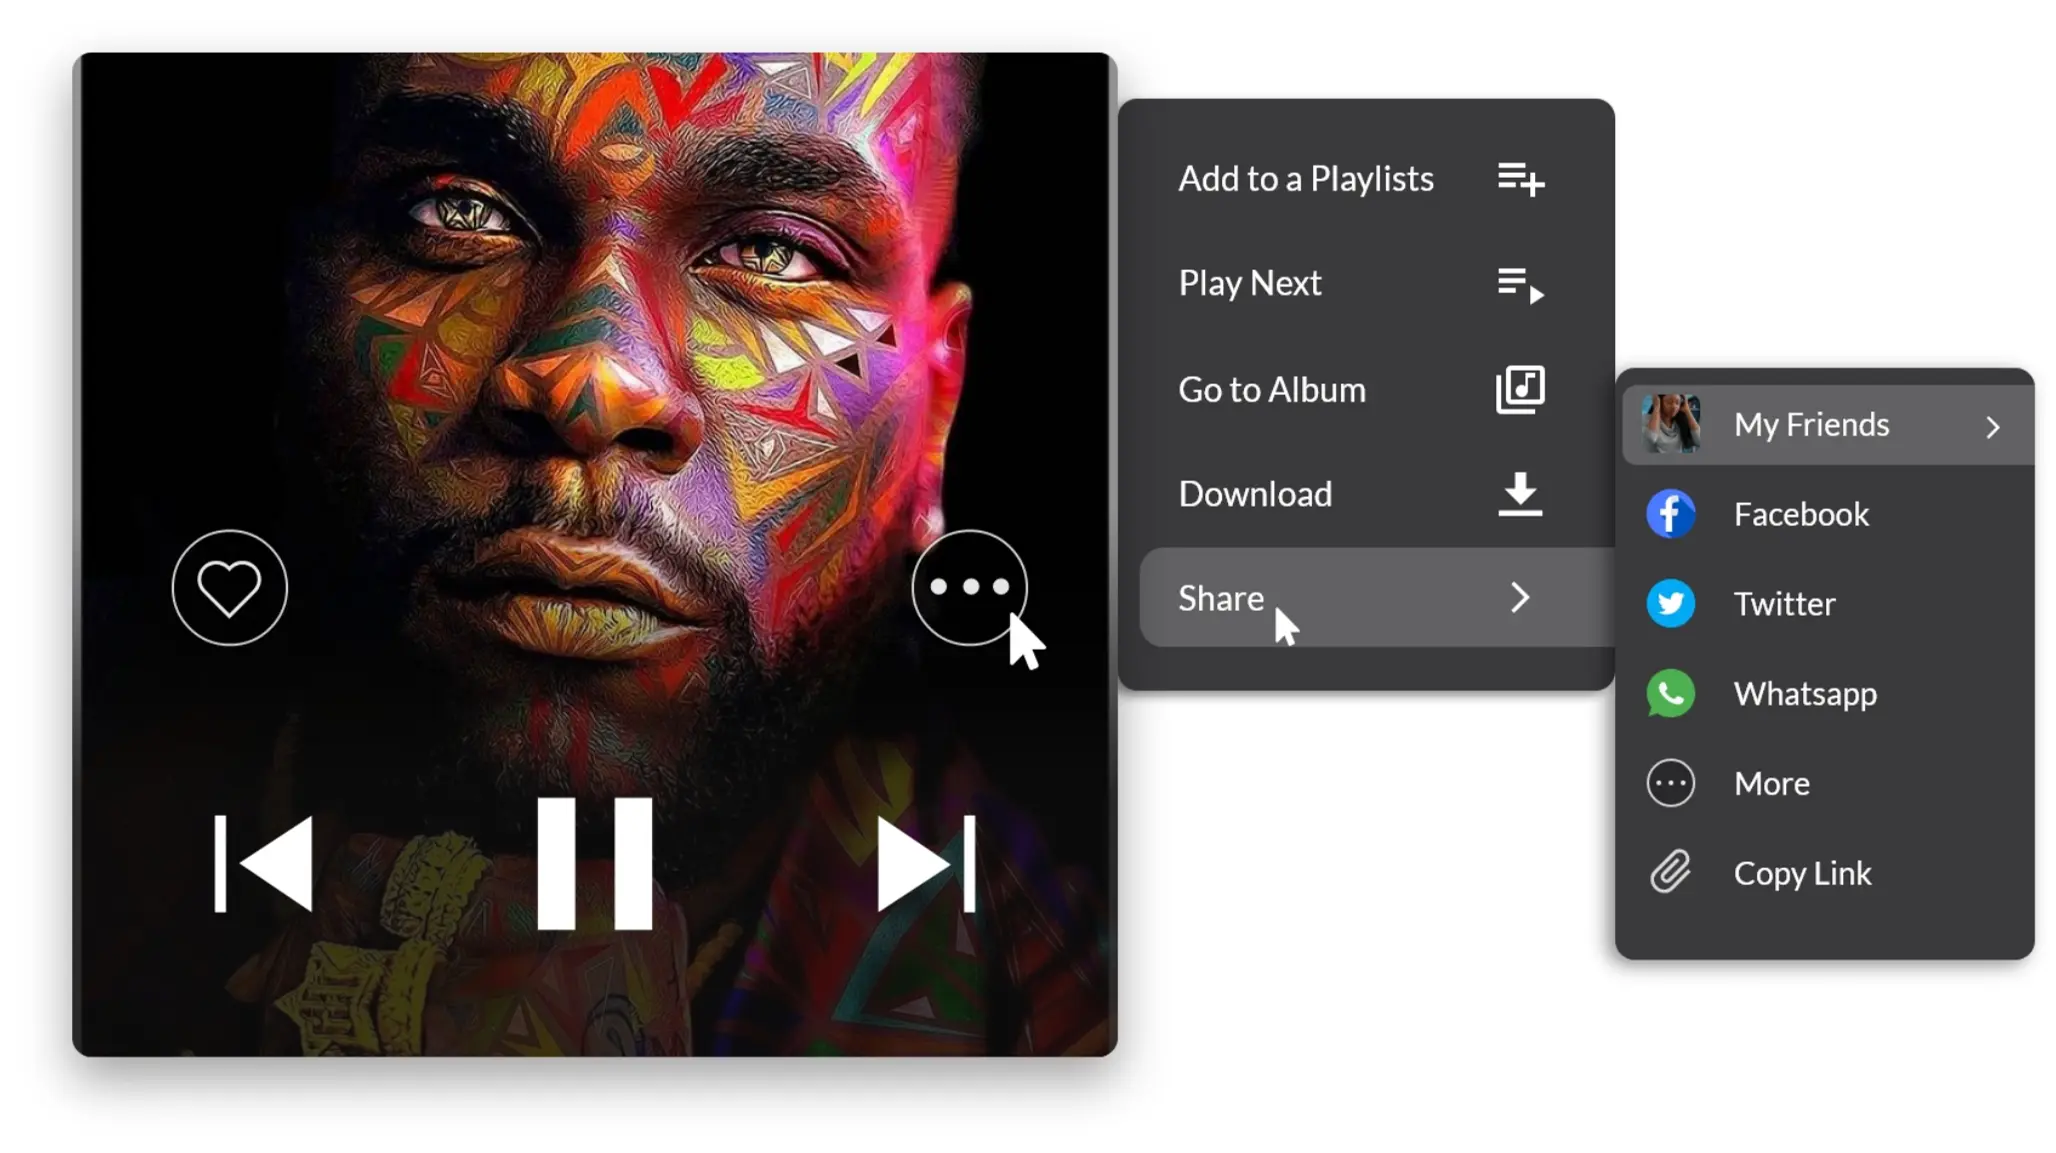 Add to a Playlists
Play Next
Go to Album
Download
Share
My Friends
Facebook
Twitter
Whatsapp
More
Copy Link